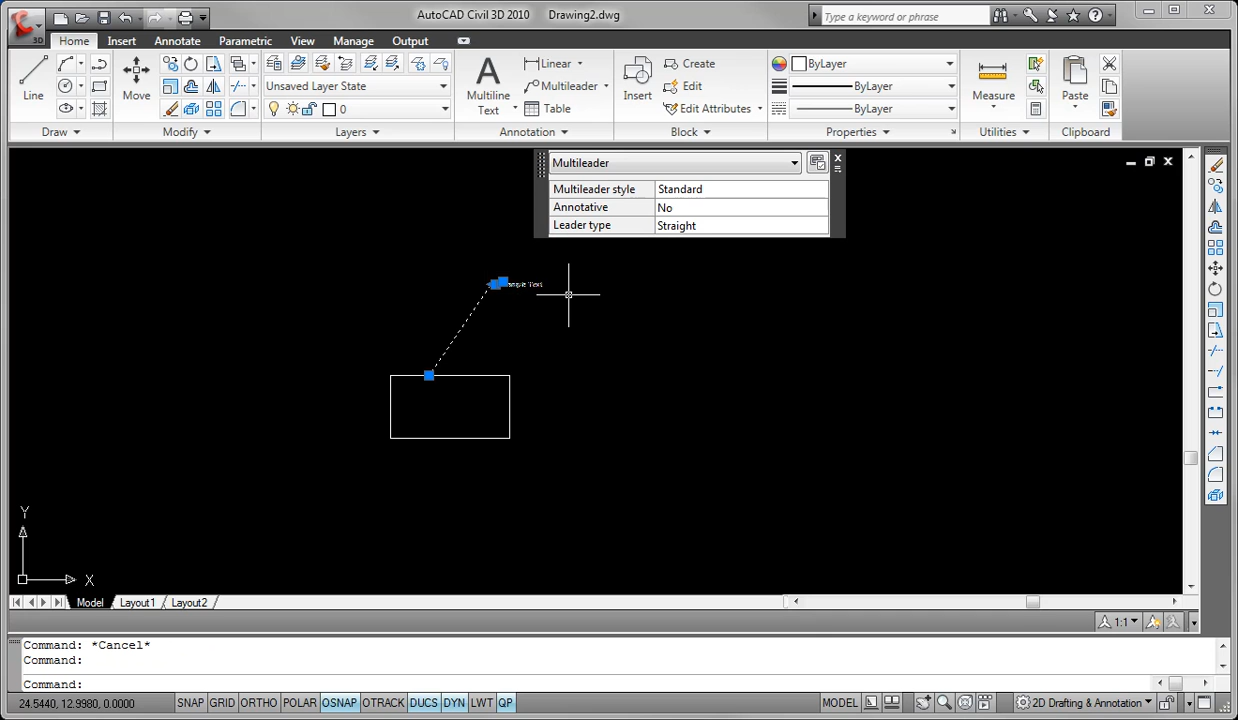 AutoCAD Civil 3D 2010 Drawing2.dwg
Type a keyword or phrase
3D
Home Insert Annotate Parametric View Manage Output
Line
Move
Unsaved Layer State
0
Multiline
Text
Linear
Multileader
Table
Insert
Create
Edit
Edit Attributes
ByLayer
ByLayer
ByLayer
Measure
Paste
Draw Modify Layers Annotation Block Properties Utilities Clipboard
Multileader
Multileader style Standard
Annotative No
Leader type Straight
Text
Y
X
Model Layout1 Layout2
1:1
Command: *Cancel*
Command:
Command:
24.5440, 12.9980, 0.0000 SNAP GRID ORTHO POLAR OSNAP OTRACK DUCS DYN LWT QP MODEL 2D Drafting & Annotation